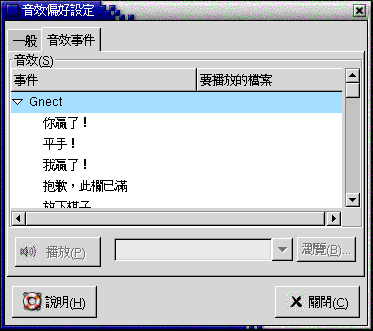 音效偏好設定
一般
音效事件
音效(S)
事件
要播放的檔案
Gnect
你贏了！
平手！
我贏了！
抱歉，此欄已滿
放下棋子
播放(P)
瀏覽(B)...
說明(H)
關閉(C)